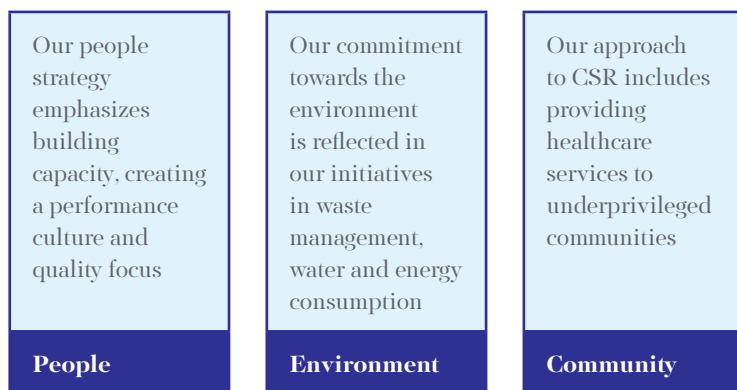 Our people
strategy
emphasizes
building
capacity, creating
a performance
culture and
quality focus
People
Our commitment
towards the
environment
is reflected in
our initiatives
in waste
management,
water and energy
consumption
Environment
Our approach
to CSR includes
providing
healthcare
services to
underprivileged
communities
Community